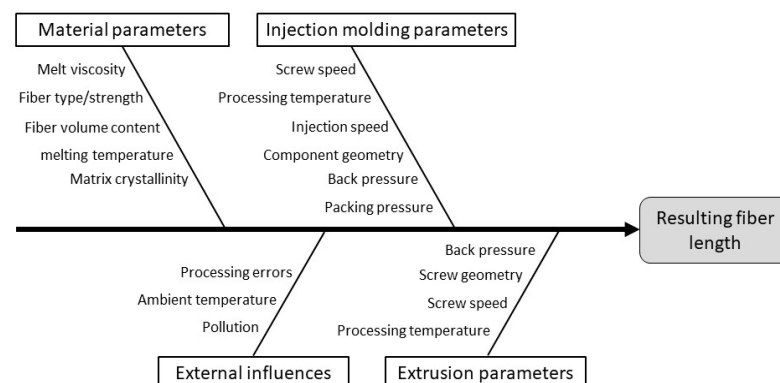 Material parameters
Injection molding parameters
Melt viscosity
Fiber type/strength
Fiber volume content
melting temperature
Matrix crystallinity
Screw speed
Processing temperature
Injection speed
Component geometry
Back pressure
Packing pressure
Resulting fiber
length
Processing errors
Ambient temperature
Pollution
Back pressure
Screw geometry
Screw speed
Processing temperature
External influences
Extrusion parameters